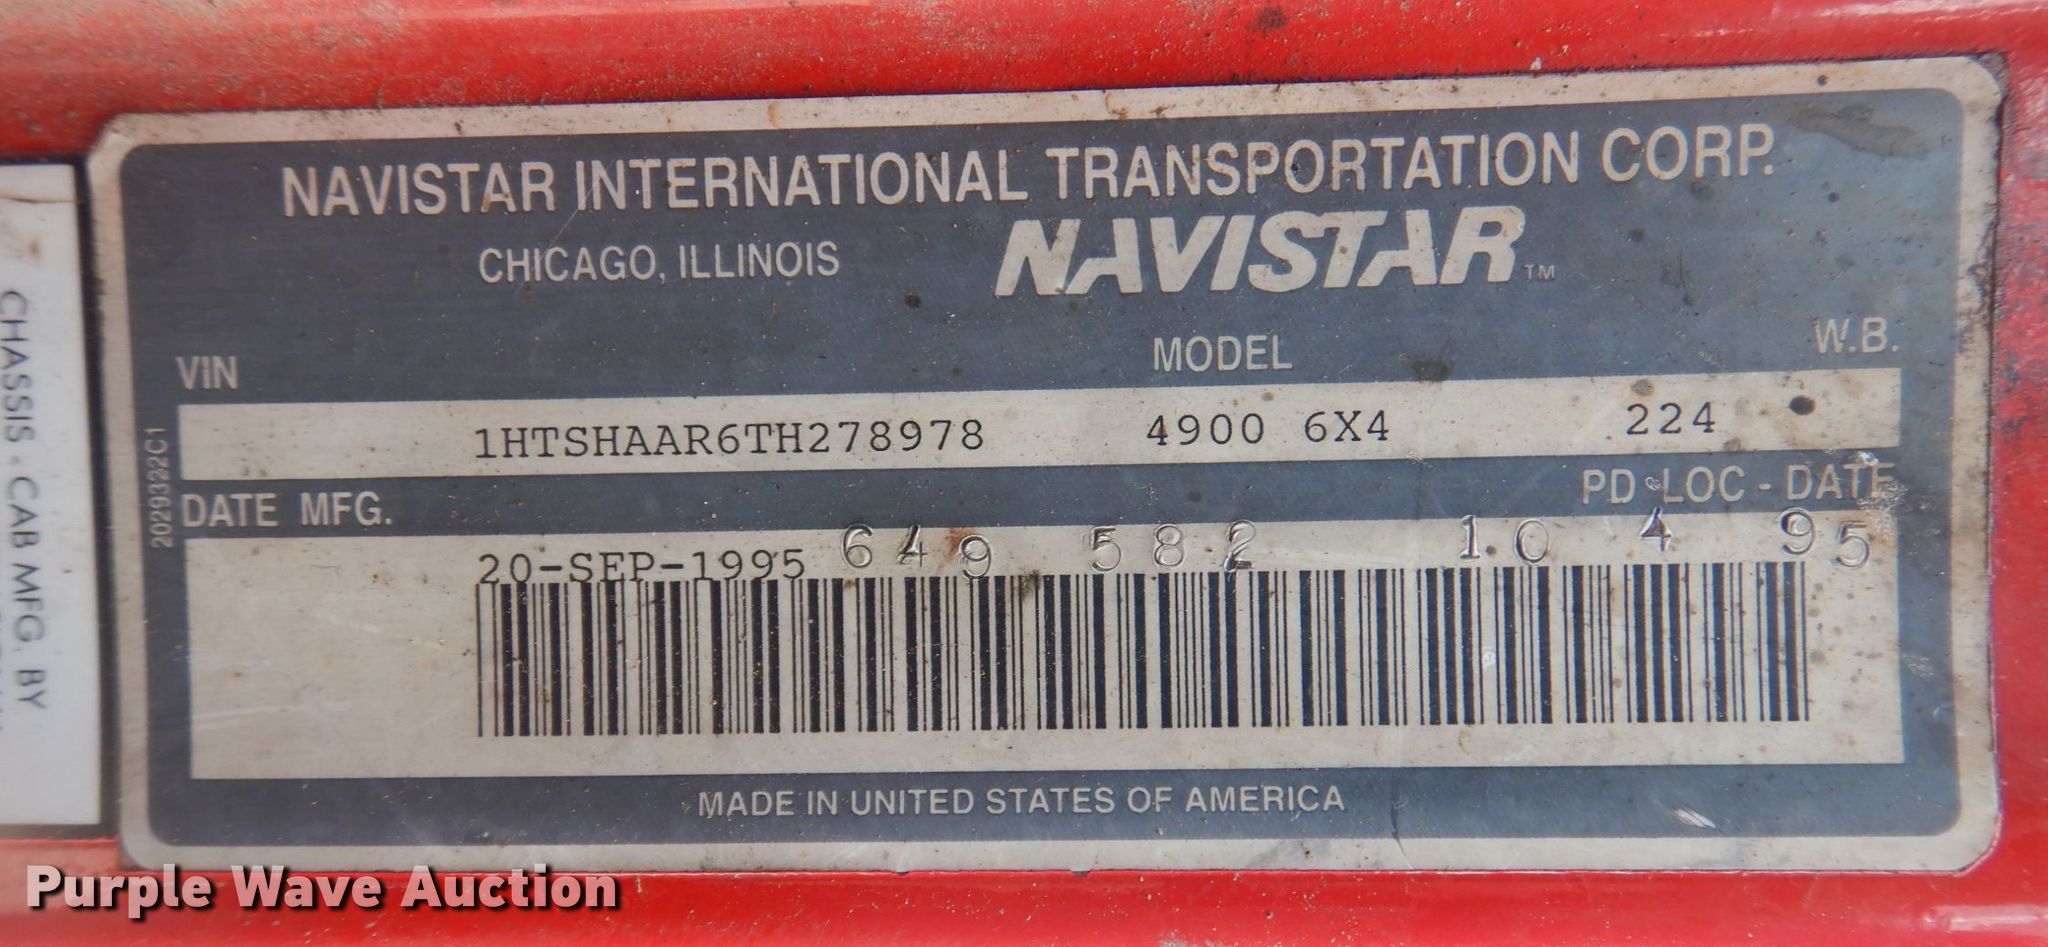 NAVISTAR INTERNATIONAL TRANSPORTATION CORP.
CHICAGO, ILLINOIS NAVISTAR™
VIN MODEL W.B.
1HTSHAAR6TH278978 4900 6X4 224
DATE MFG. PD LOC - DATE
20-SEP-1995 649 582 10 4 95
MADE IN UNITED STATES OF AMERICA
2029322C1
CHASSIS - CAB MFG. BY
Purple Wave Auction